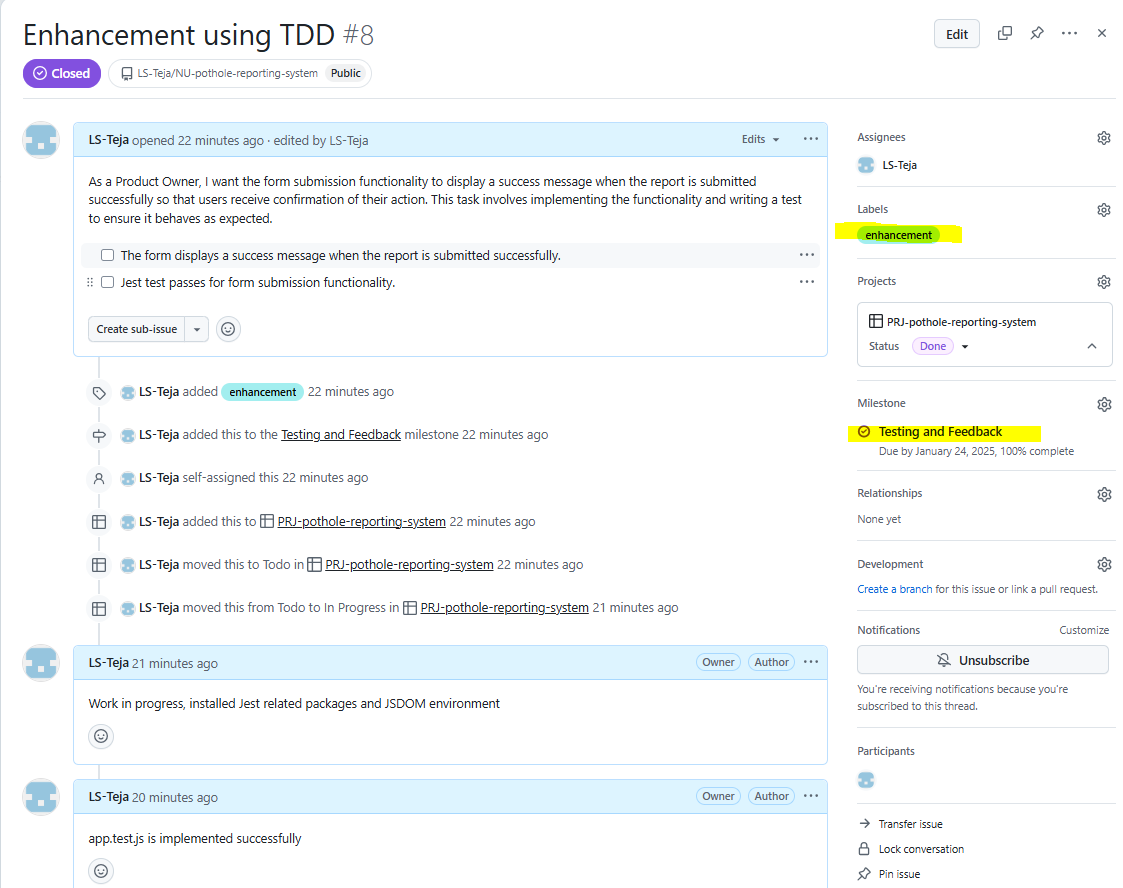 Enhancement using TDD #8
Edit
Closed
LS-Teja/NU-pothole-reporting-system
Public
LS-Teja opened 22 minutes ago · edited by LS-Teja
Edits
As a Product Owner, I want the form submission functionality to display a success message when the report is submitted
successfully so that users receive confirmation of their action. This task involves implementing the functionality and writing a test
to ensure it behaves as expected.
The form displays a success message when the report is submitted successfully.
Jest test passes for form submission functionality.
Create sub-issue
LS-Teja added enhancement 22 minutes ago
LS-Teja added this to the Testing and Feedback milestone 22 minutes ago
LS-Teja self-assigned this 22 minutes ago
LS-Teja added this to PRJ-pothole-reporting-system 22 minutes ago
LS-Teja moved this to Todo in PRJ-pothole-reporting-system 22 minutes ago
LS-Teja moved this from Todo to In Progress in PRJ-pothole-reporting-system 21 minutes ago
LS-Teja 21 minutes ago
Owner
Author
Work in progress, installed Jest related packages and JSDOM environment
LS-Teja 20 minutes ago
Owner
Author
app.test.js is implemented successfully
Assignees
LS-Teja
Labels
enhancement
Projects
PRJ-pothole-reporting-system
Status
Done
Milestone
Testing and Feedback
Due by January 24, 2025, 100% complete
Relationships
None yet
Development
Create a branch for this issue or link a pull request.
Notifications
Customize
Unsubscribe
You're receiving notifications because you're
subscribed to this thread.
Participants
Transfer issue
Lock conversation
Pin issue